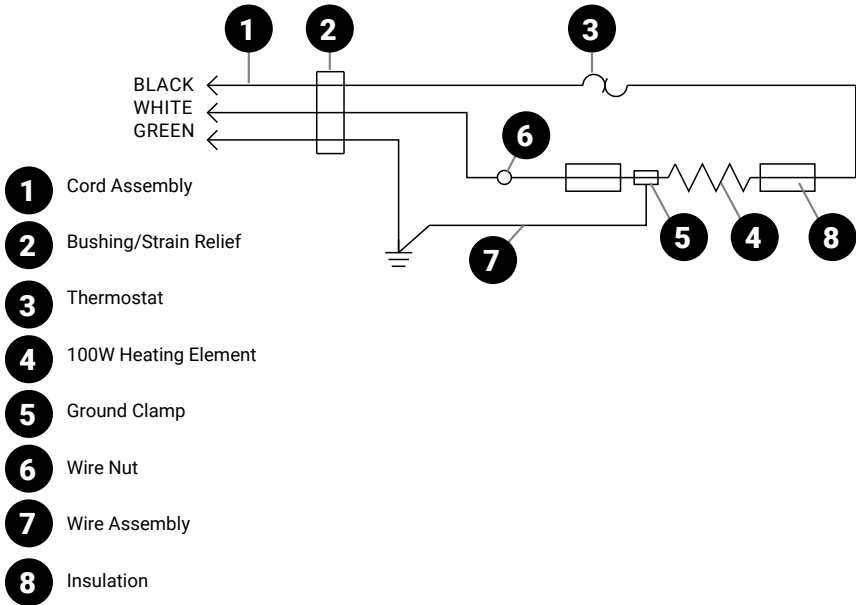 1 2 3
BLACK
WHITE
GREEN
6
5 4 8
7
1 Cord Assembly
2 Bushing/Strain Relief
3 Thermostat
4 100W Heating Element
5 Ground Clamp
6 Wire Nut
7 Wire Assembly
8 Insulation